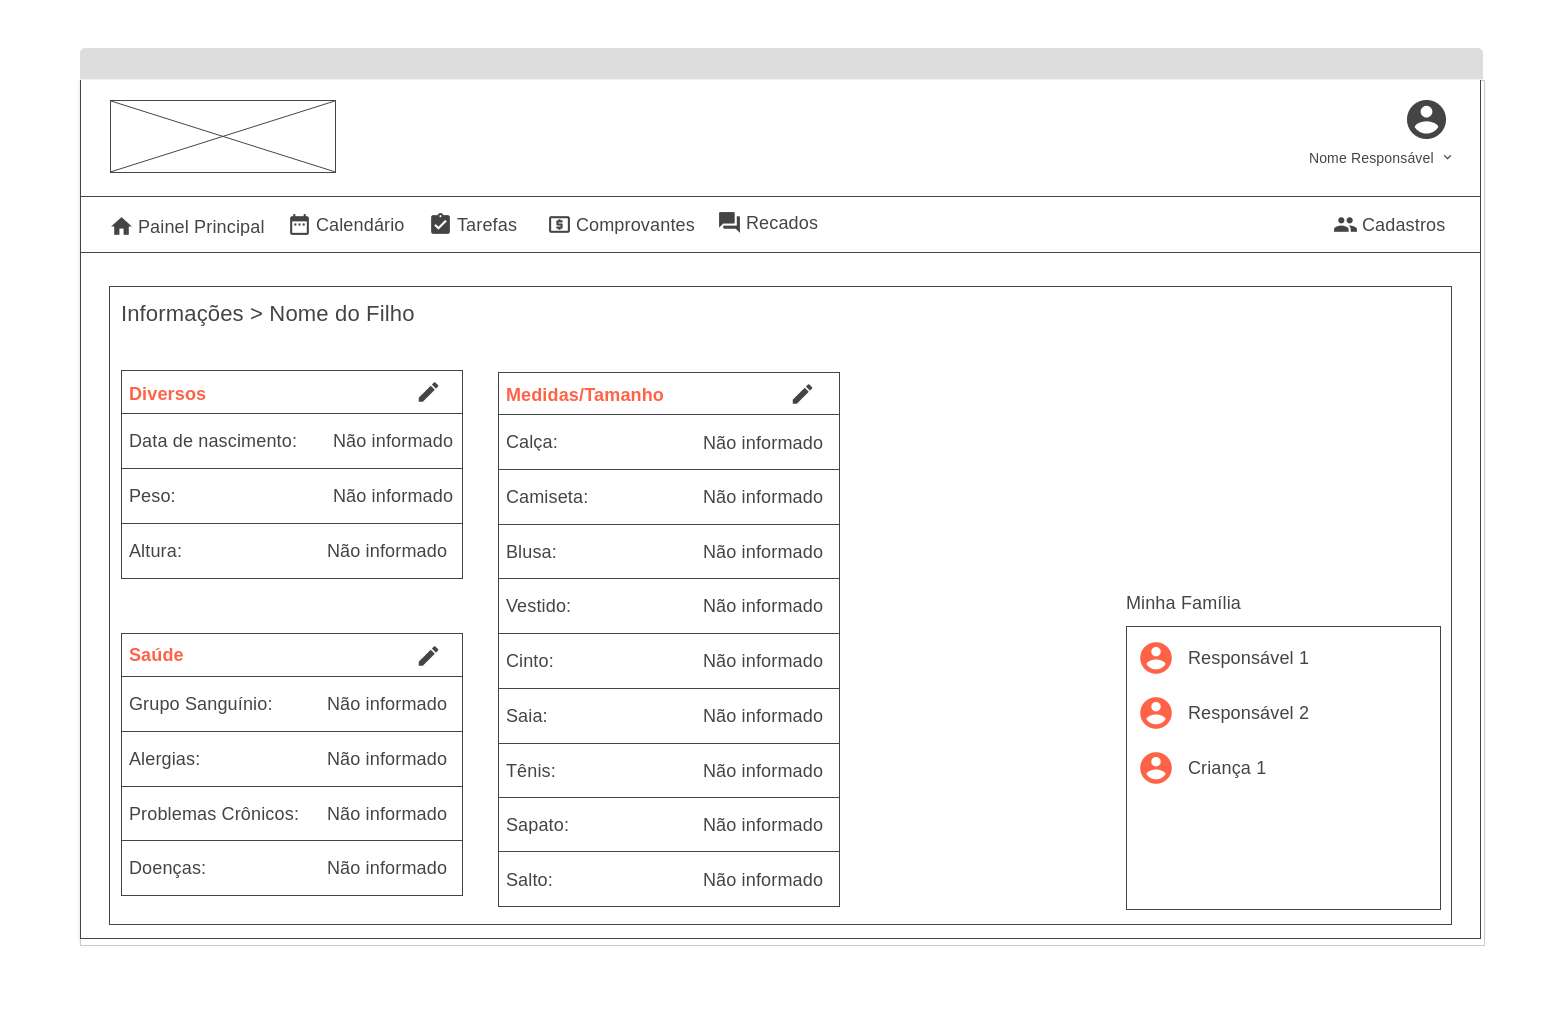 Nome Responsável
Painel Principal
Calendário
Tarefas
Comprovantes
Recados
Cadastros
Informações > Nome do Filho
Diversos
Data de nascimento: Não informado
Peso: Não informado
Altura: Não informado
Saúde
Grupo Sanguínio: Não informado
Alergias: Não informado
Problemas Crônicos: Não informado
Doenças: Não informado
Medidas/Tamanho
Calça: Não informado
Camiseta: Não informado
Blusa: Não informado
Vestido: Não informado
Cinto: Não informado
Saia: Não informado
Tênis: Não informado
Sapato: Não informado
Salto: Não informado
Minha Família
Responsável 1
Responsável 2
Criança 1